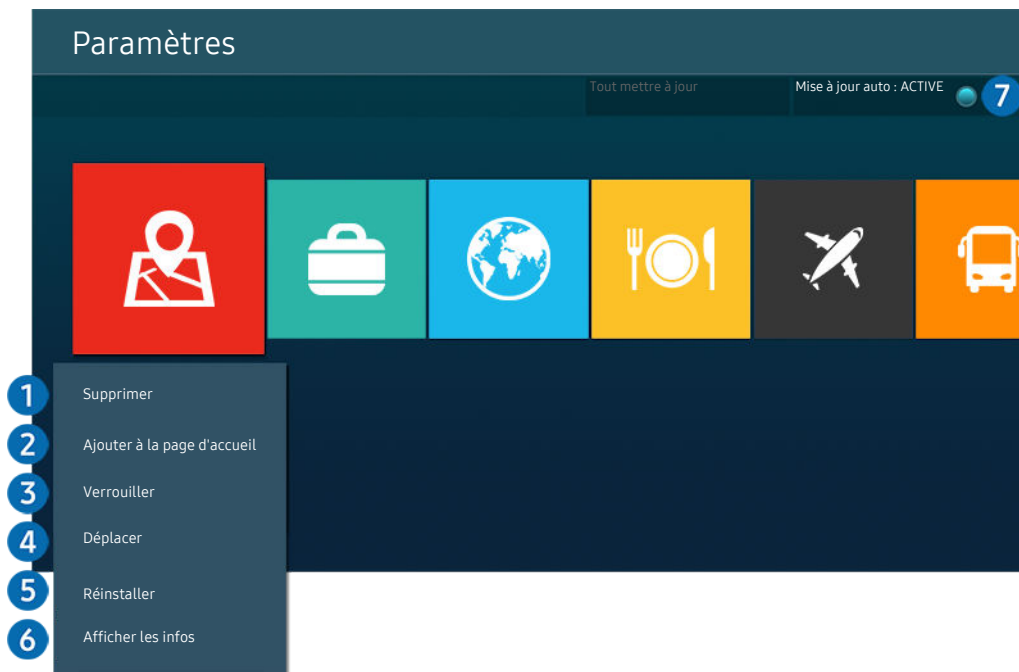 Paramètres
Tout mettre à jour
Mise à jour auto : ACTIVE
7
1
Supprimer
2
Ajouter à la page d'accueil
3
Verrouiller
4
Déplacer
5
Réinstaller
6
Afficher les infos